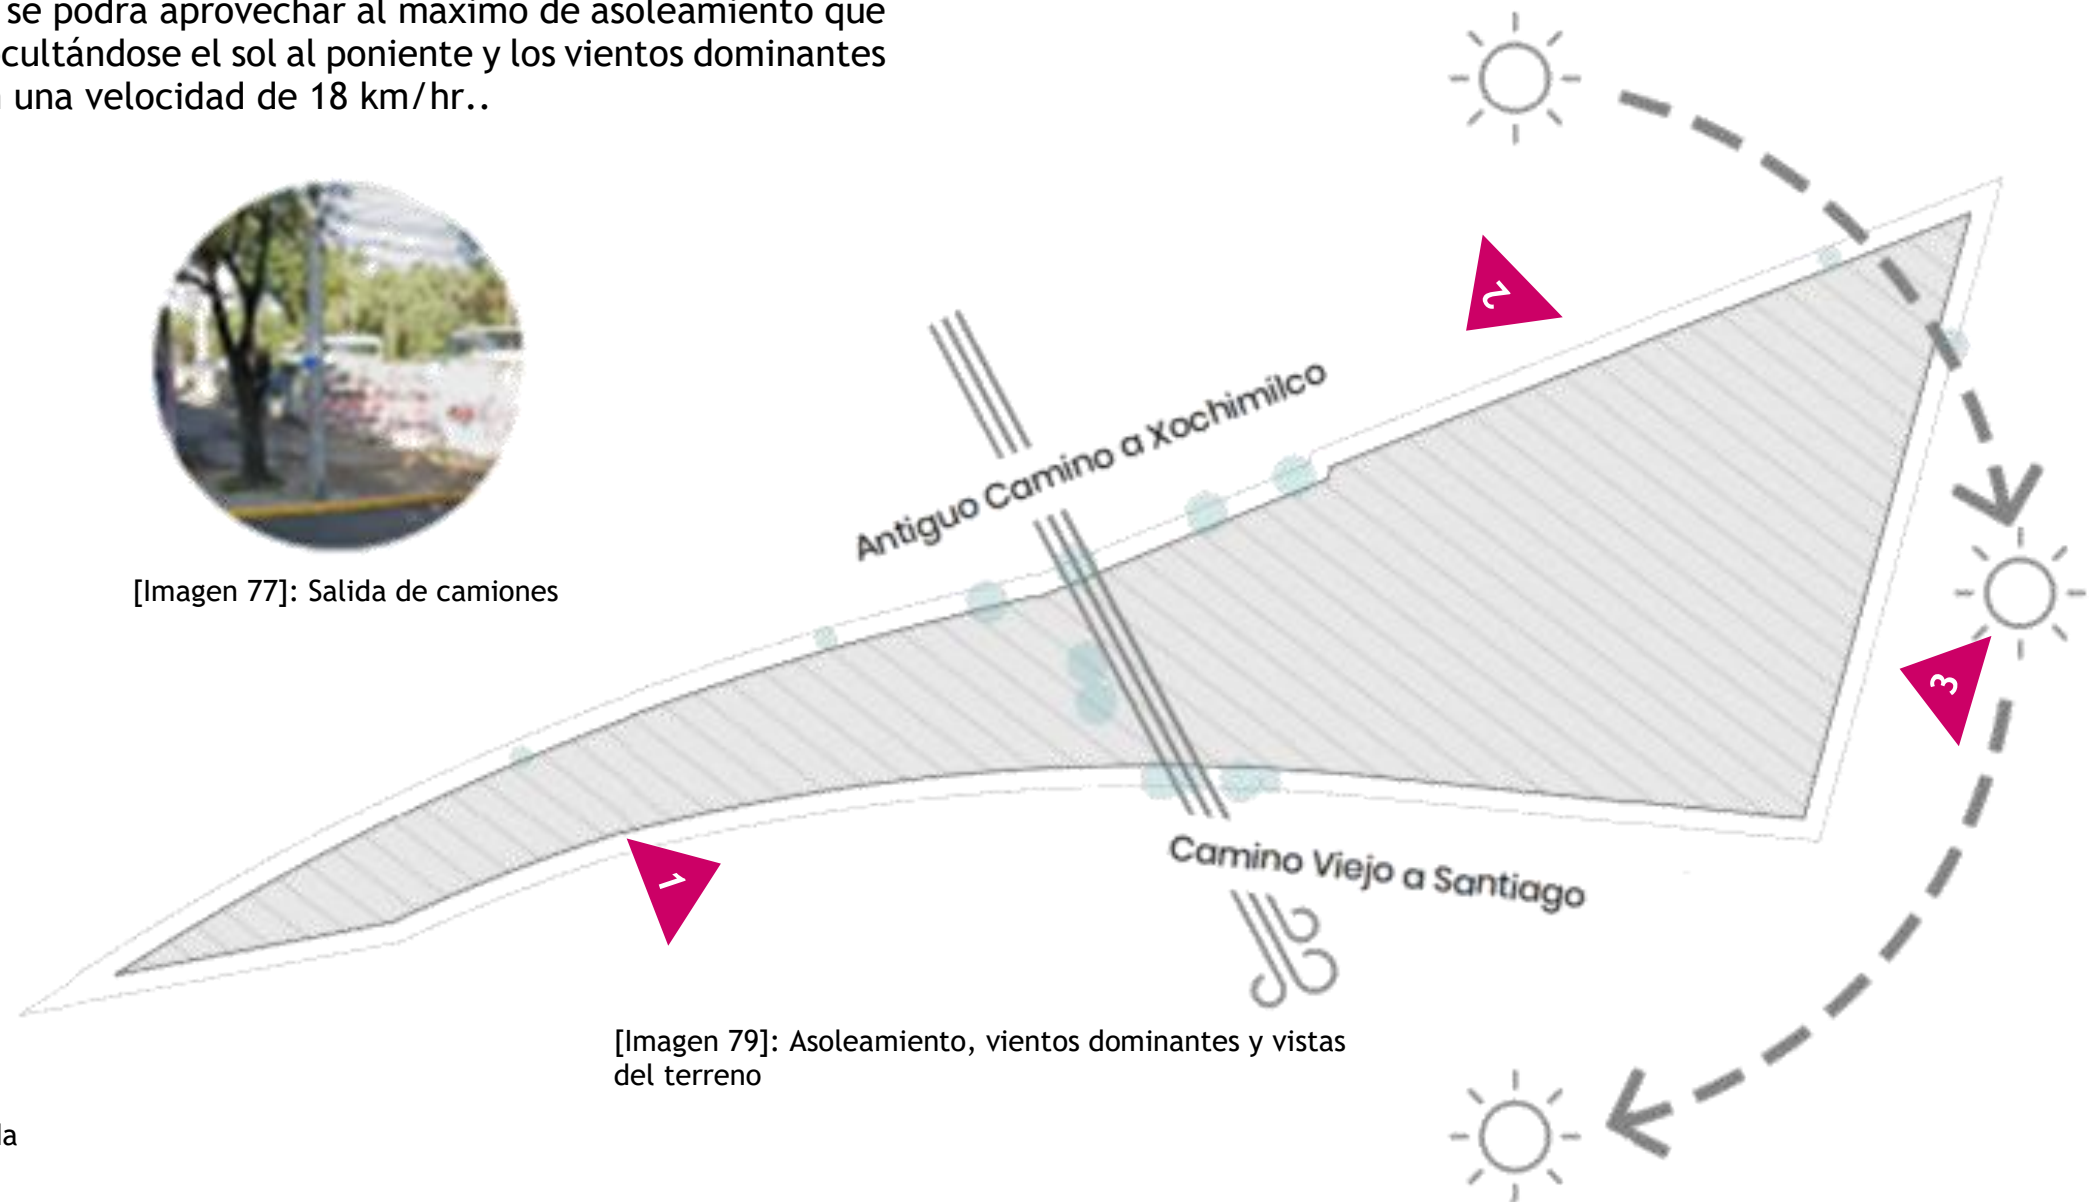 se podrá aprovechar al máximo de asoleamiento que
ocultándose el sol al poniente y los vientos dominantes
una velocidad de 18 km/hr..
2
Antiguo Camino a Xochimilco
[Imagen 77]: Salida de camiones
3
1
Camino Viejo a Santiago
[Imagen 79]: Asoleamiento, vientos dominantes y vistas
del terreno